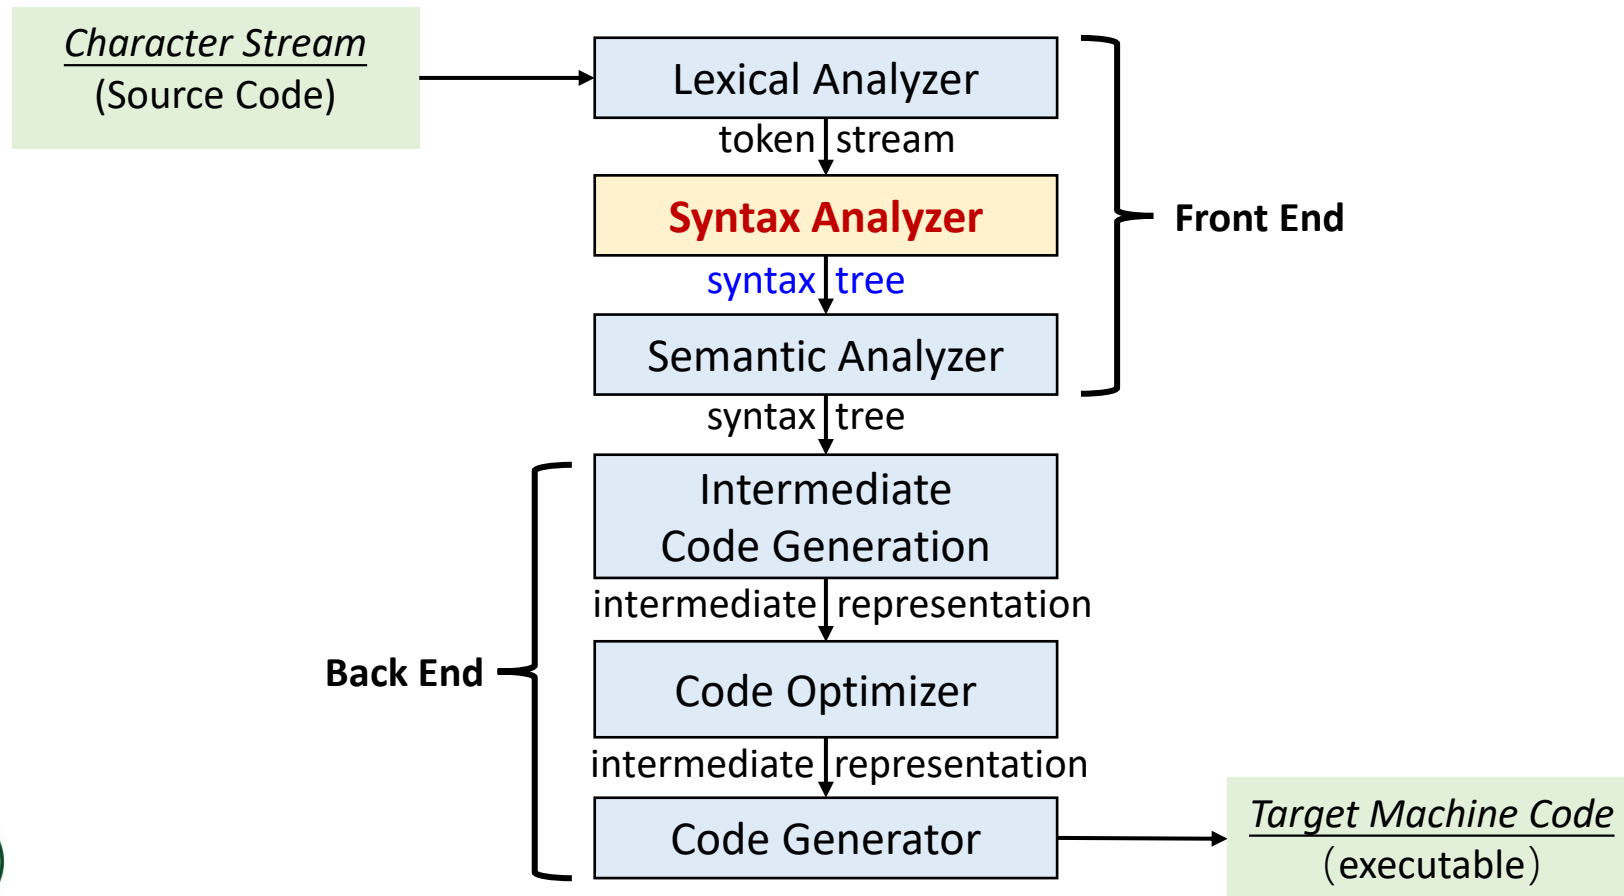 Character Stream
(Source Code)
Lexical Analyzer
token stream
Syntax Analyzer
Front End
syntax tree
Semantic Analyzer
syntax tree
Intermediate
Code Generation
intermediate representation
Back End
Code Optimizer
intermediate representation
Code Generator
Target Machine Code
（executable）